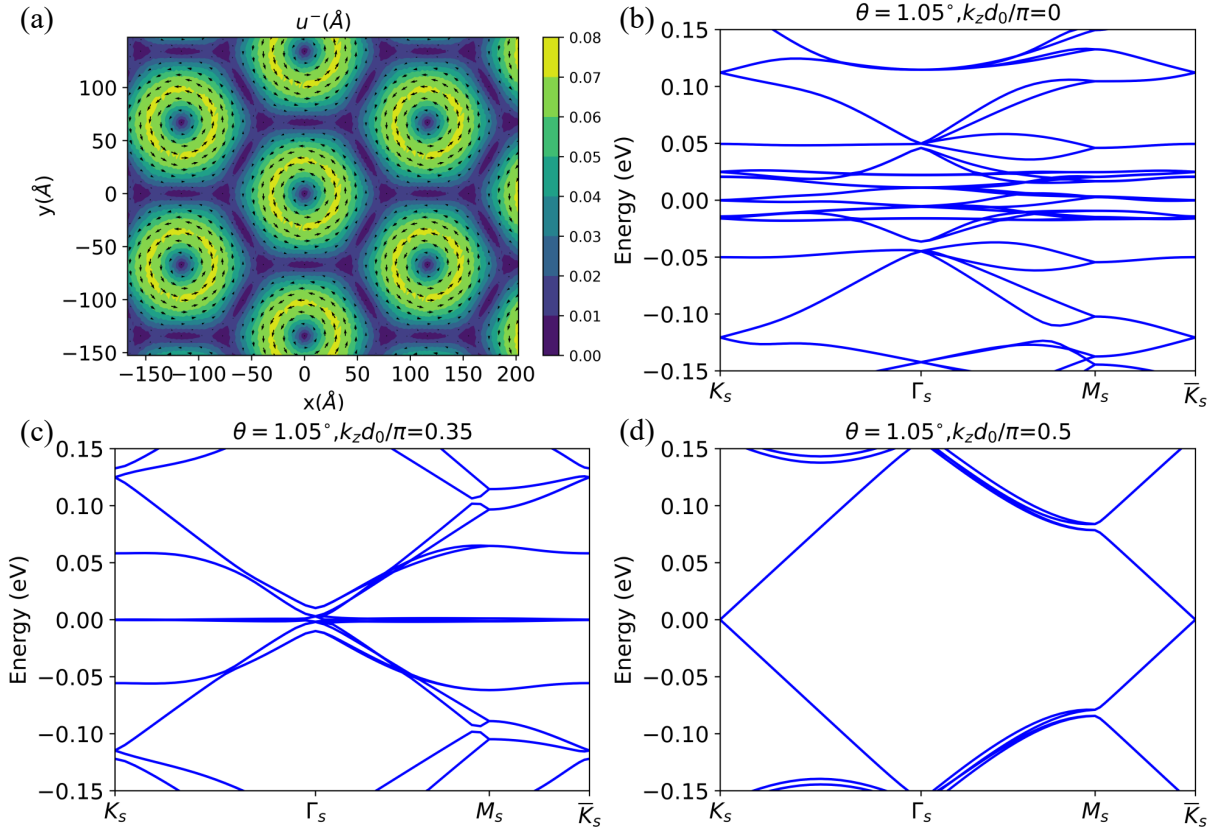 (a)
u⁻(Å)
y(Å)
100
50
0
−50
−100
−150
−150
−100
−50
0
50
100
150
200
x(Å)
0.08
0.07
0.06
0.05
0.04
0.03
0.02
0.01
0.00
(b)
θ = 1.05°,k_z d_0/π=0
Energy (eV)
0.15
0.10
0.05
0.00
−0.05
−0.10
−0.15
K_s
Γ_s
M_s
K̅_s
(c)
θ = 1.05°,k_z d_0/π=0.35
Energy (eV)
0.15
0.10
0.05
0.00
−0.05
−0.10
−0.15
K_s
Γ_s
M_s
K̅_s
(d)
θ = 1.05°,k_z d_0/π=0.5
Energy (eV)
0.15
0.10
0.05
0.00
−0.05
−0.10
−0.15
K_s
Γ_s
M_s
K̅_s